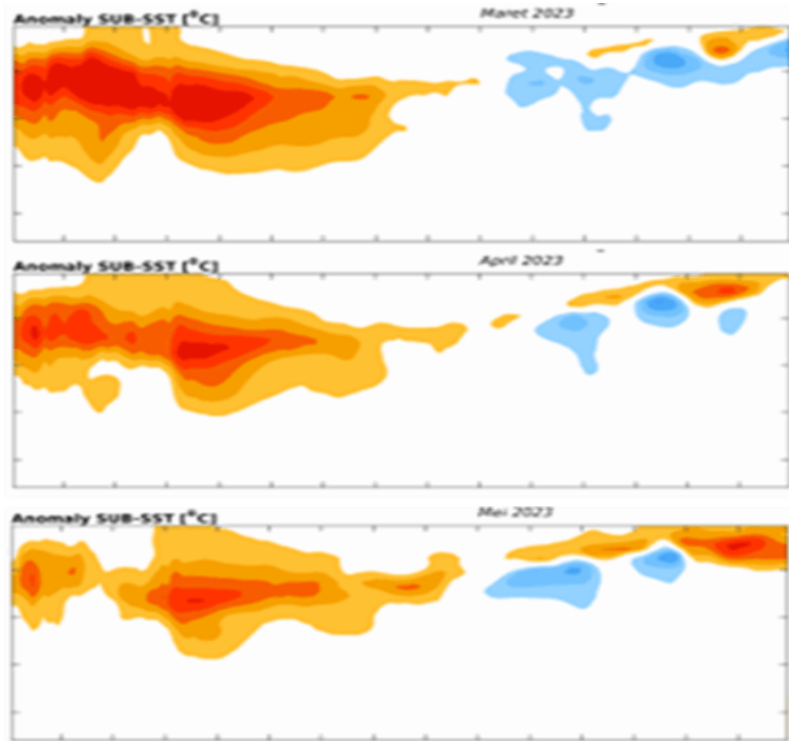 Anomaly SUB-SST [°C] Maret 2023
Anomaly SUB-SST [°C] April 2023
Anomaly SUB-SST [°C] Mei 2023